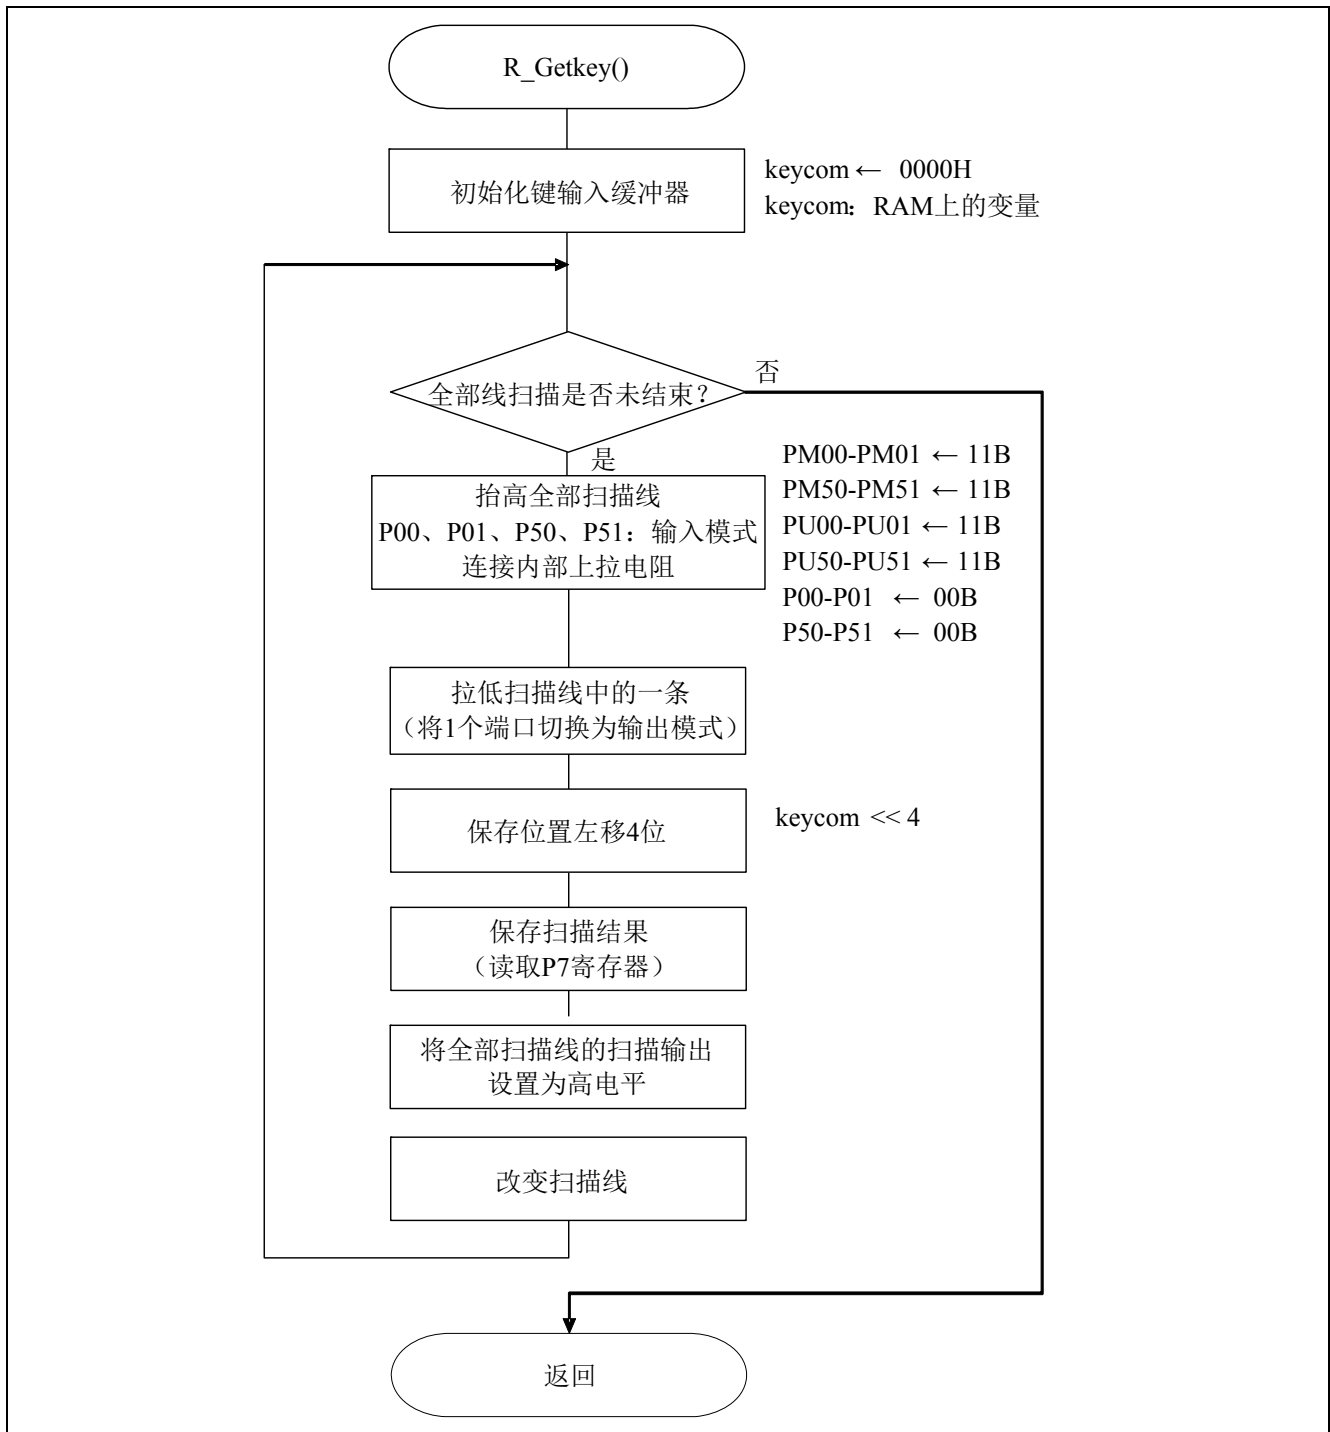 R_Getkey()
初始化键输入缓冲器
keycom ← 0000H
keycom：RAM上的变量
全部线扫描是否未结束？
否
是
抬高全部扫描线
P00、P01、P50、P51：输入模式
连接内部上拉电阻
PM00-PM01 ← 11B
PM50-PM51 ← 11B
PU00-PU01 ← 11B
PU50-PU51 ← 11B
P00-P01 ← 00B
P50-P51 ← 00B
拉低扫描线中的一条
（将1个端口切换为输出模式）
保存位置左移4位
keycom << 4
保存扫描结果
（读取P7寄存器）
将全部扫描线的扫描输出
设置为高电平
改变扫描线
返回